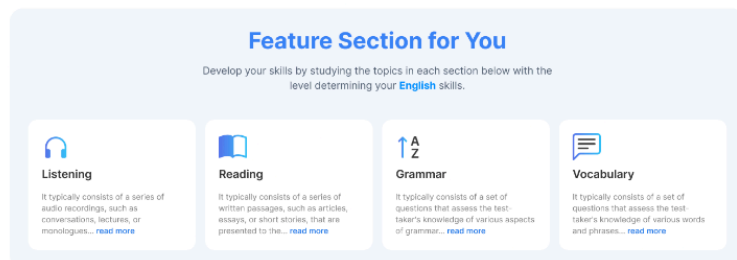 Feature Section for You
Develop your skills by studying the topics in each section below with the
level determining your English skills.
Listening
It typically consists of a series of
audio recordings, such as
conversations, lectures, or
monologues... read more
Reading
It typically consists of a series of
written passages, such as articles,
essays, or short stories, that are
presented to the... read more
A
Z
Grammar
It typically consists of a set of
questions that assess the test-
taker's knowledge of various aspects
of grammar... read more
Vocabulary
It typically consists of a set of
questions that assess the test-
taker's knowledge of various words
and phrases... read more